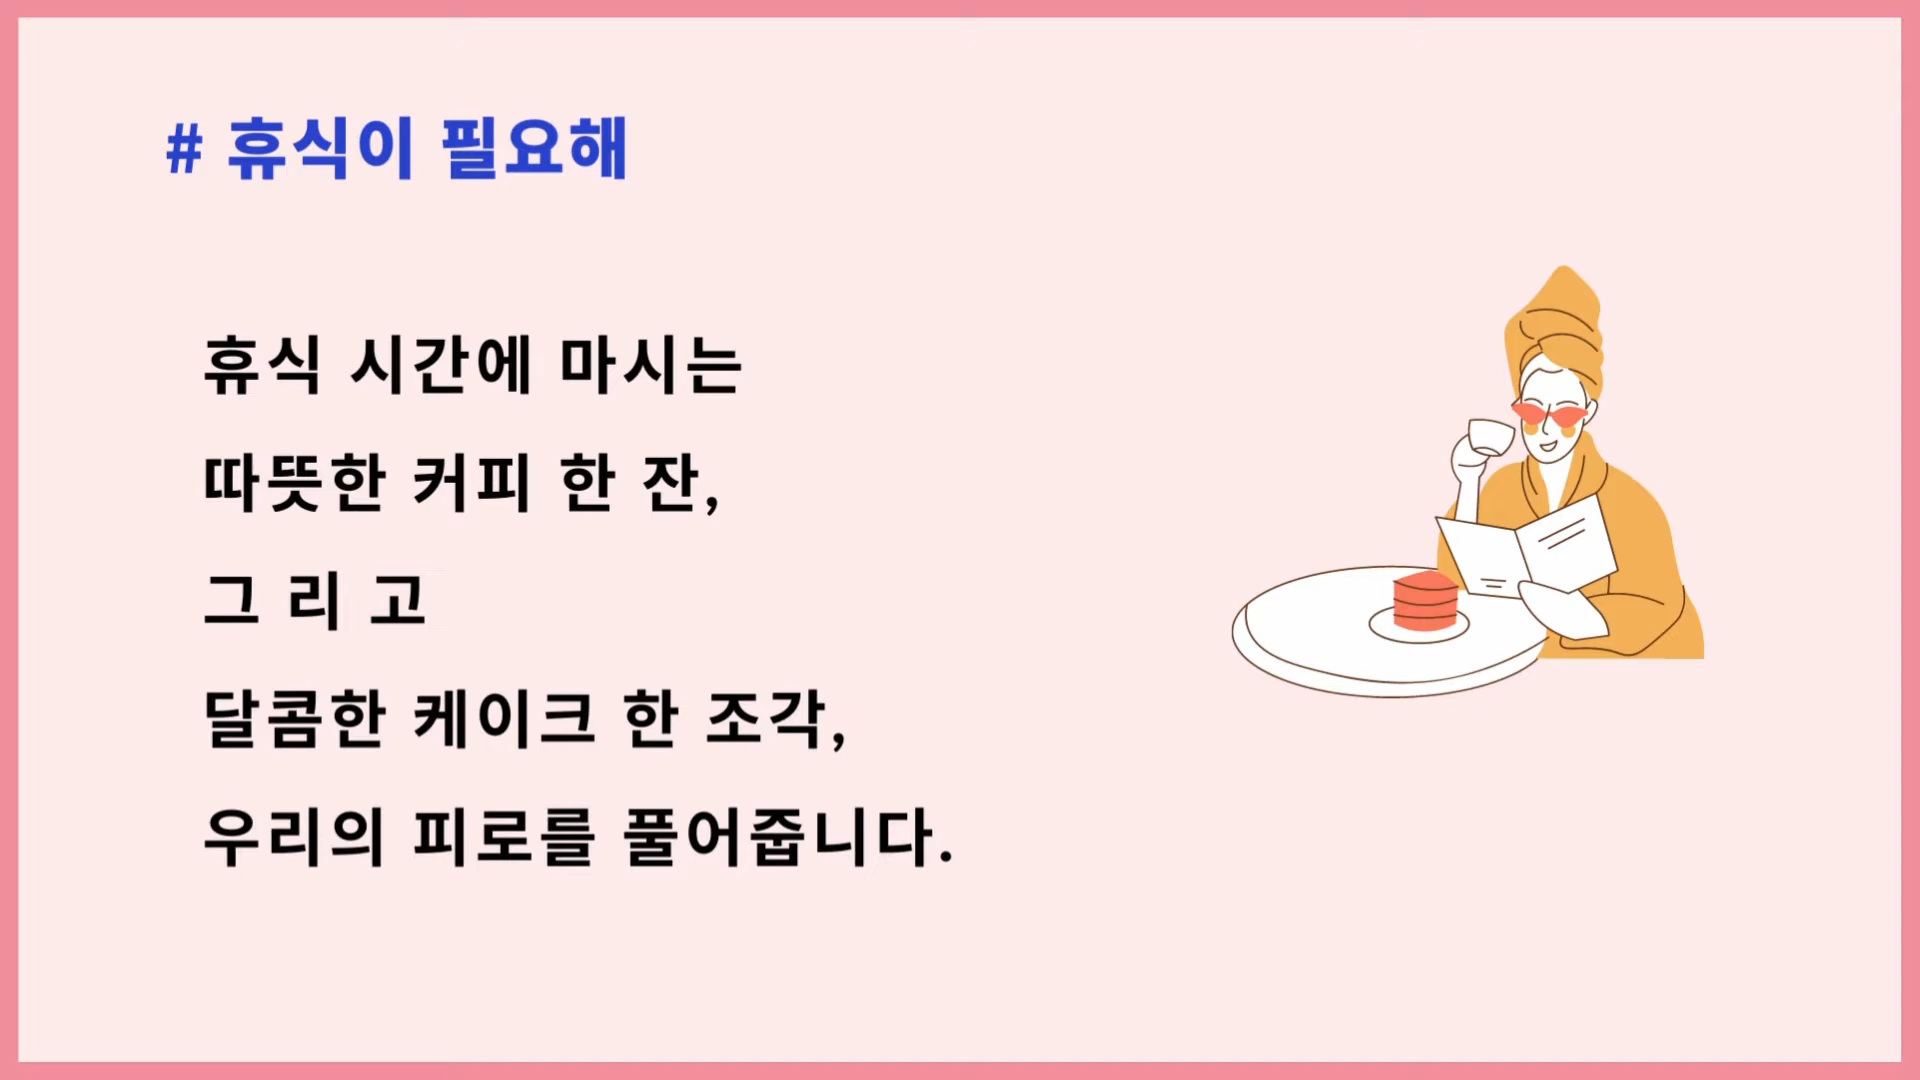 # 휴식이 필요해
휴식 시간에 마시는
따뜻한 커피 한 잔,
그 리 고
달콤한 케이크 한 조각,
우리의 피로를 풀어줍니다.